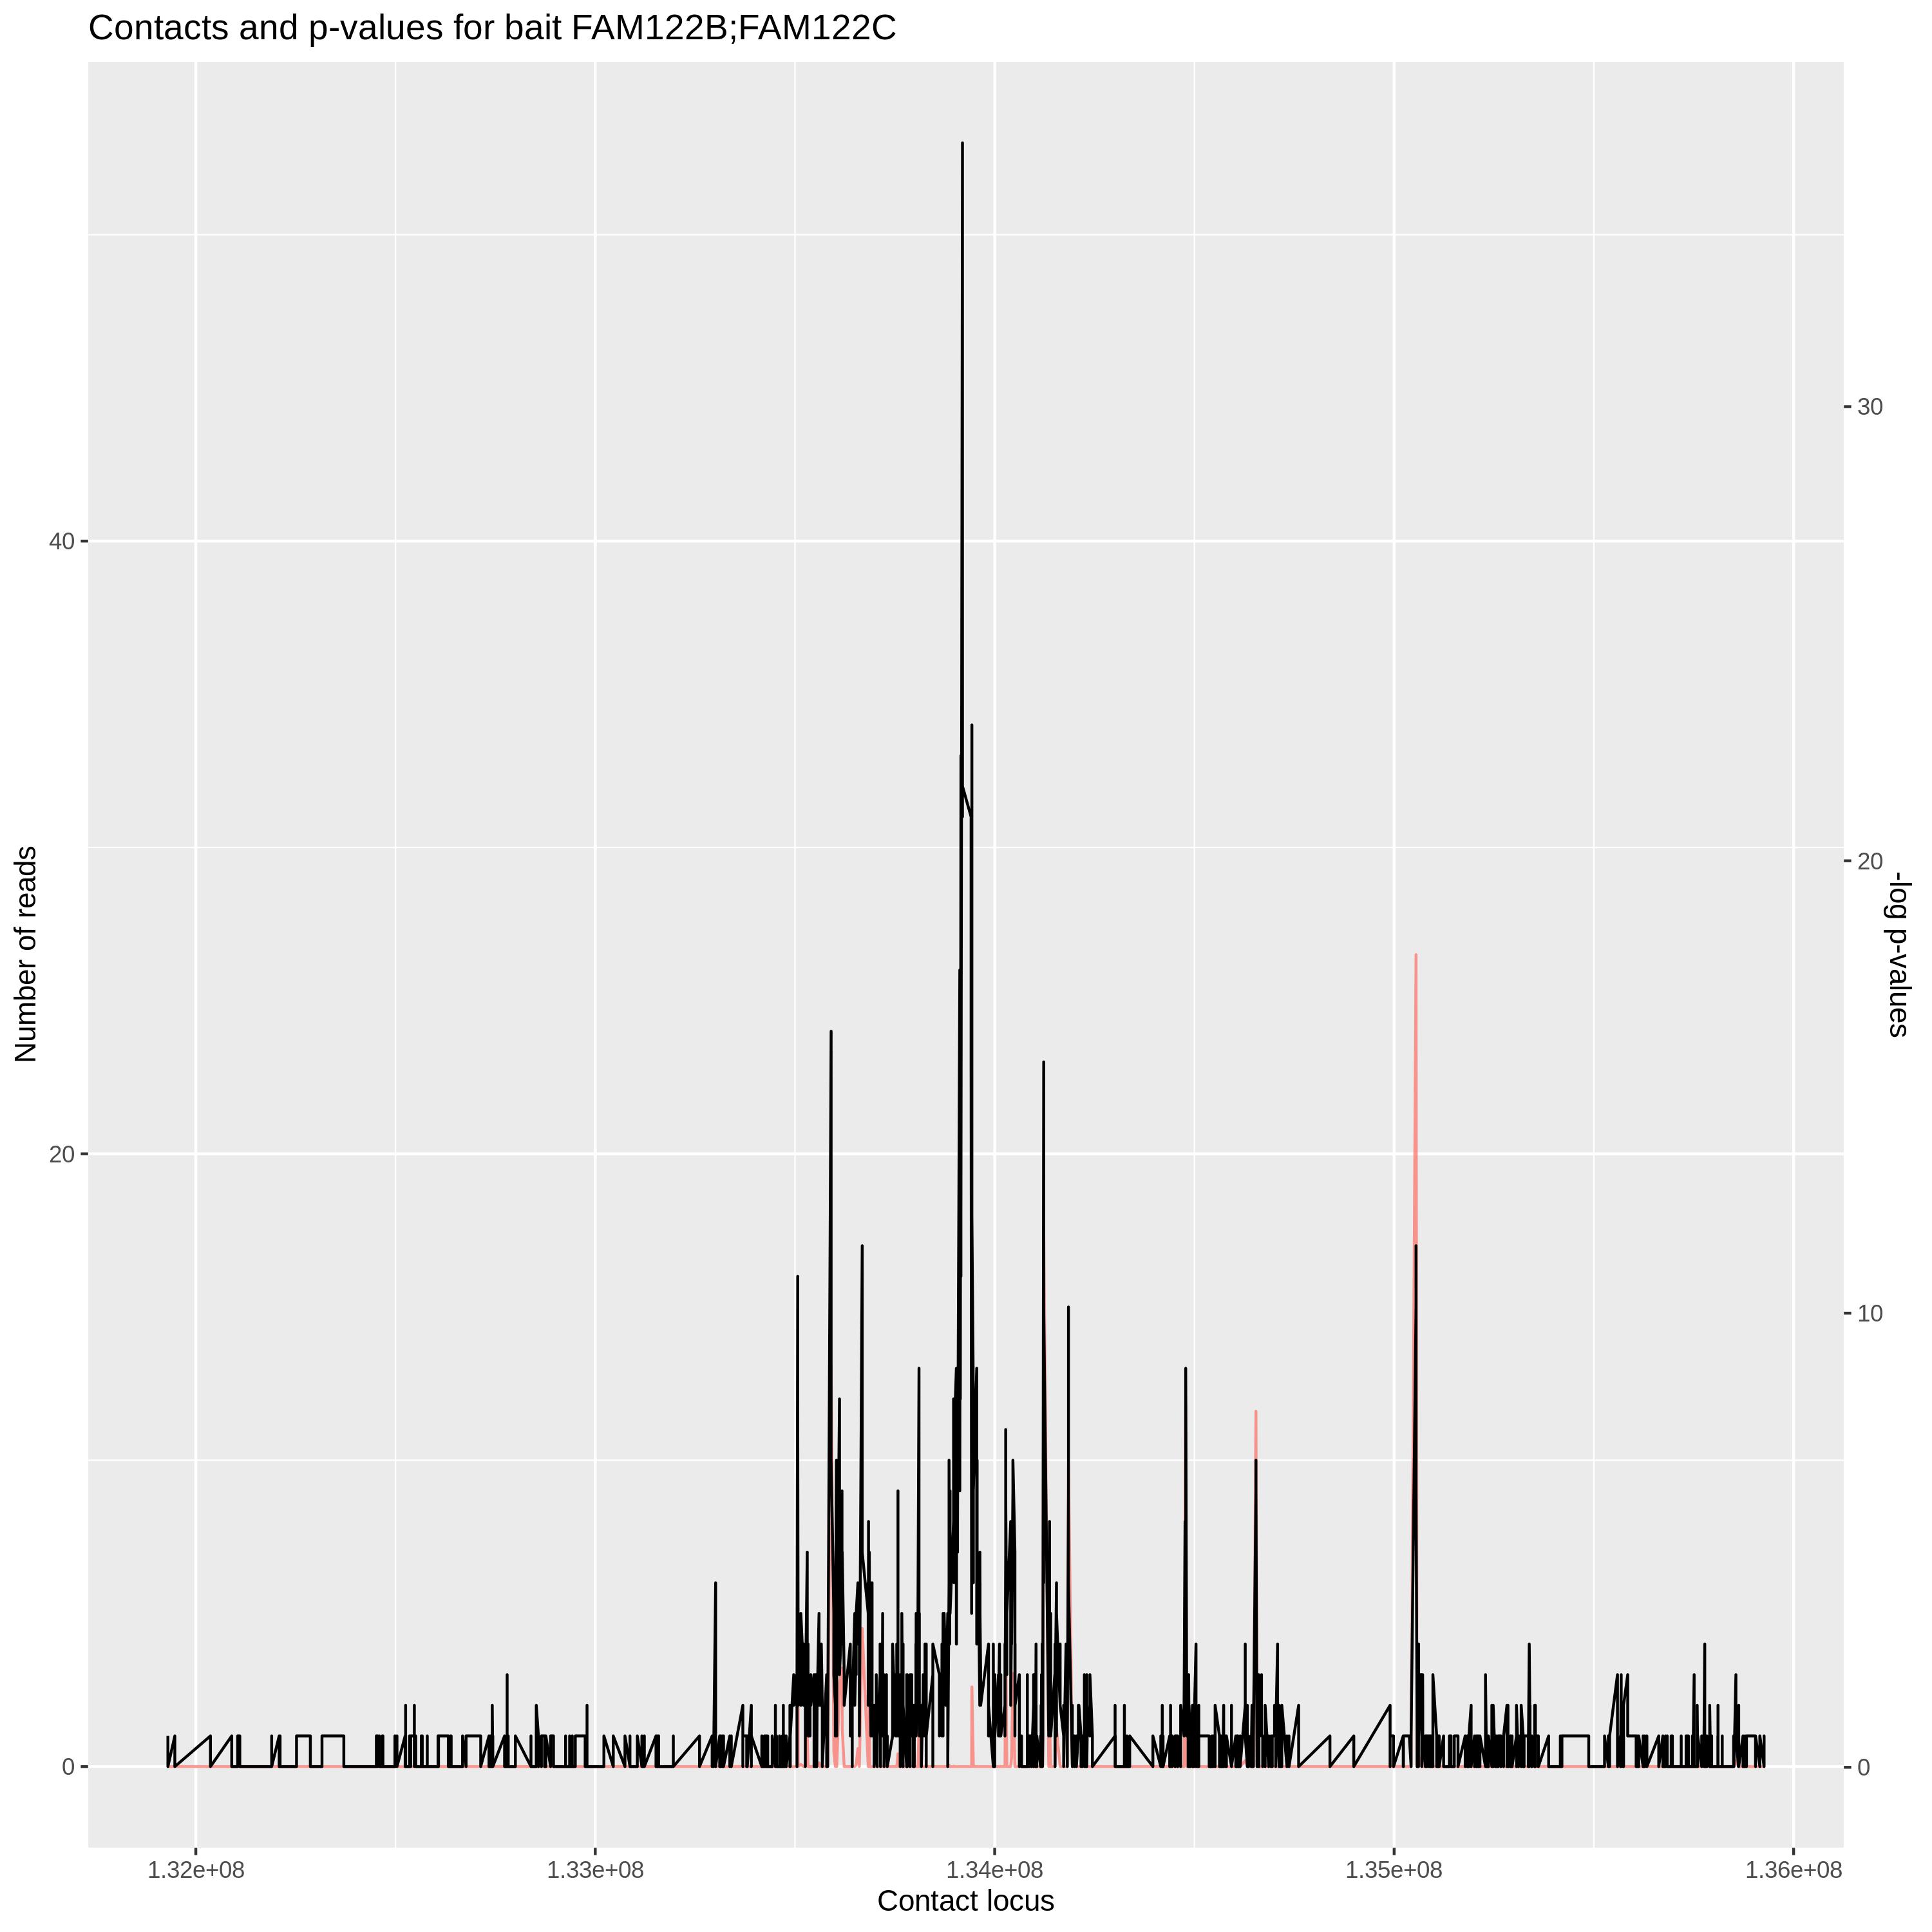 Contacts and p-values for bait FAM122B;FAM122C
Number of reads
40
20
0
30
20
10
0
-log p-values
1.32e+08 1.33e+08 1.34e+08 1.35e+08 1.36e+08
Contact locus